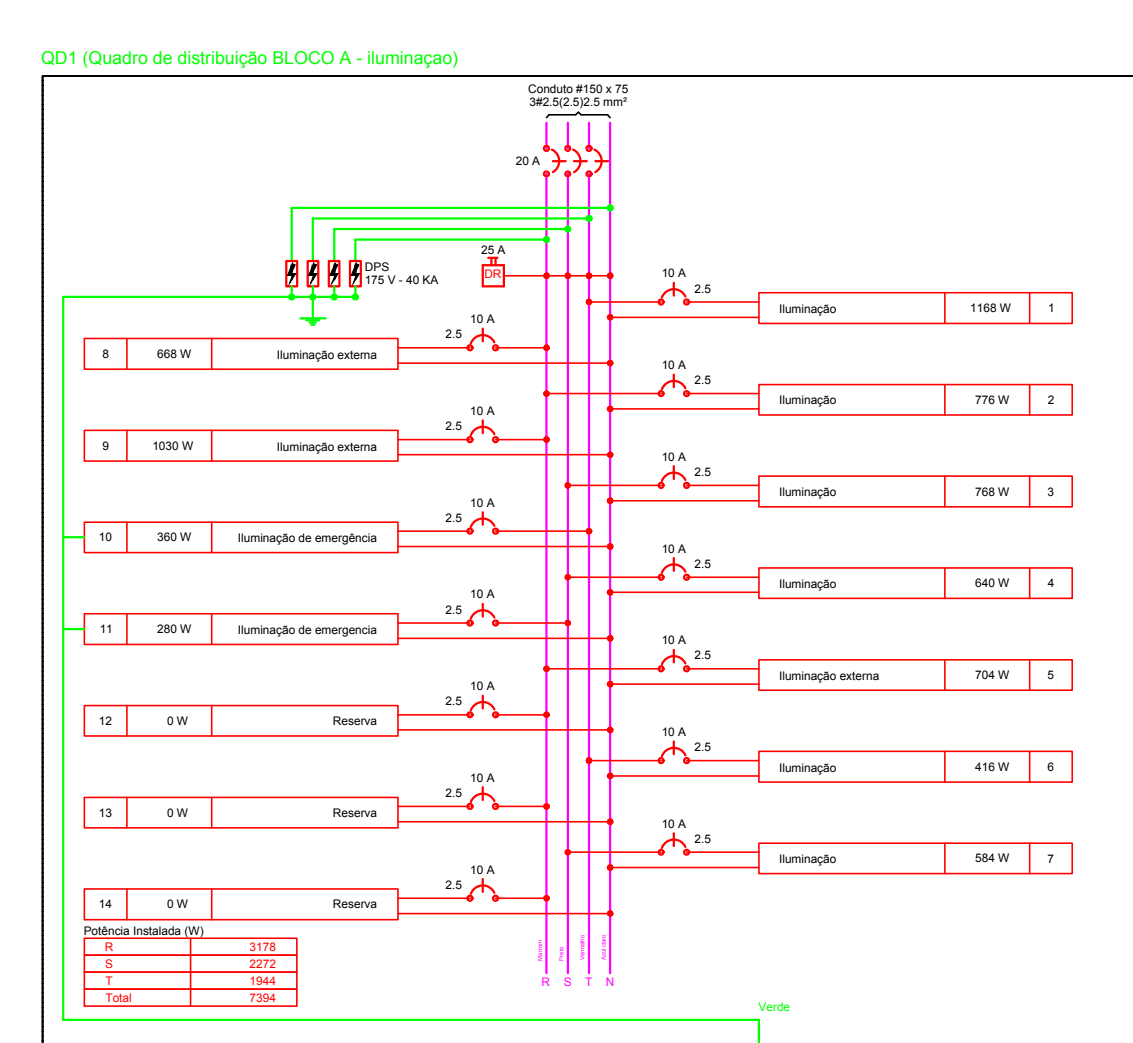 QD1 (Quadro de distribuição BLOCO A - iluminaçao)
Conduto #150 x 75
3#2.5(2.5)2.5 mm²
20 A
DPS
175 V - 40 KA
25 A
DR
10 A
2.5
Iluminação 1168 W 1
10 A
2.5
8 668 W Iluminação externa
10 A
2.5
Iluminação 776 W 2
10 A
2.5
9 1030 W Iluminação externa
10 A
2.5
Iluminação 768 W 3
10 A
2.5
10 360 W Iluminação de emergência
10 A
2.5
Iluminação 640 W 4
10 A
2.5
11 280 W Iluminação de emergencia
10 A
2.5
Iluminação externa 704 W 5
10 A
2.5
12 0 W Reserva
10 A
2.5
Iluminação 416 W 6
10 A
2.5
13 0 W Reserva
10 A
2.5
Iluminação 584 W 7
10 A
2.5
14 0 W Reserva
Potência Instalada (W)
R 3178
S 2272
T 1944
Total 7394
Marrom
Preto
Vermelho
Azul claro
R S T N
Verde